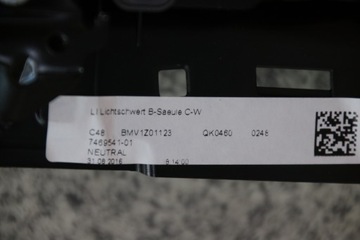 LI Lichtschwert B-Saeule C-W
C48 BMV1Z01123 QK0460 0248
7469541-01
NEUTRAL
31.08.2016 8:14:00